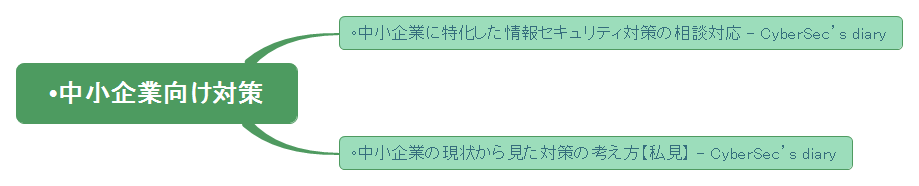 ◦中小企業に特化した情報セキュリティ対策の相談対応 – CyberSec’s diary
•中小企業向け対策
◦中小企業の現状から見た対策の考え方【私見】 – CyberSec’s diary